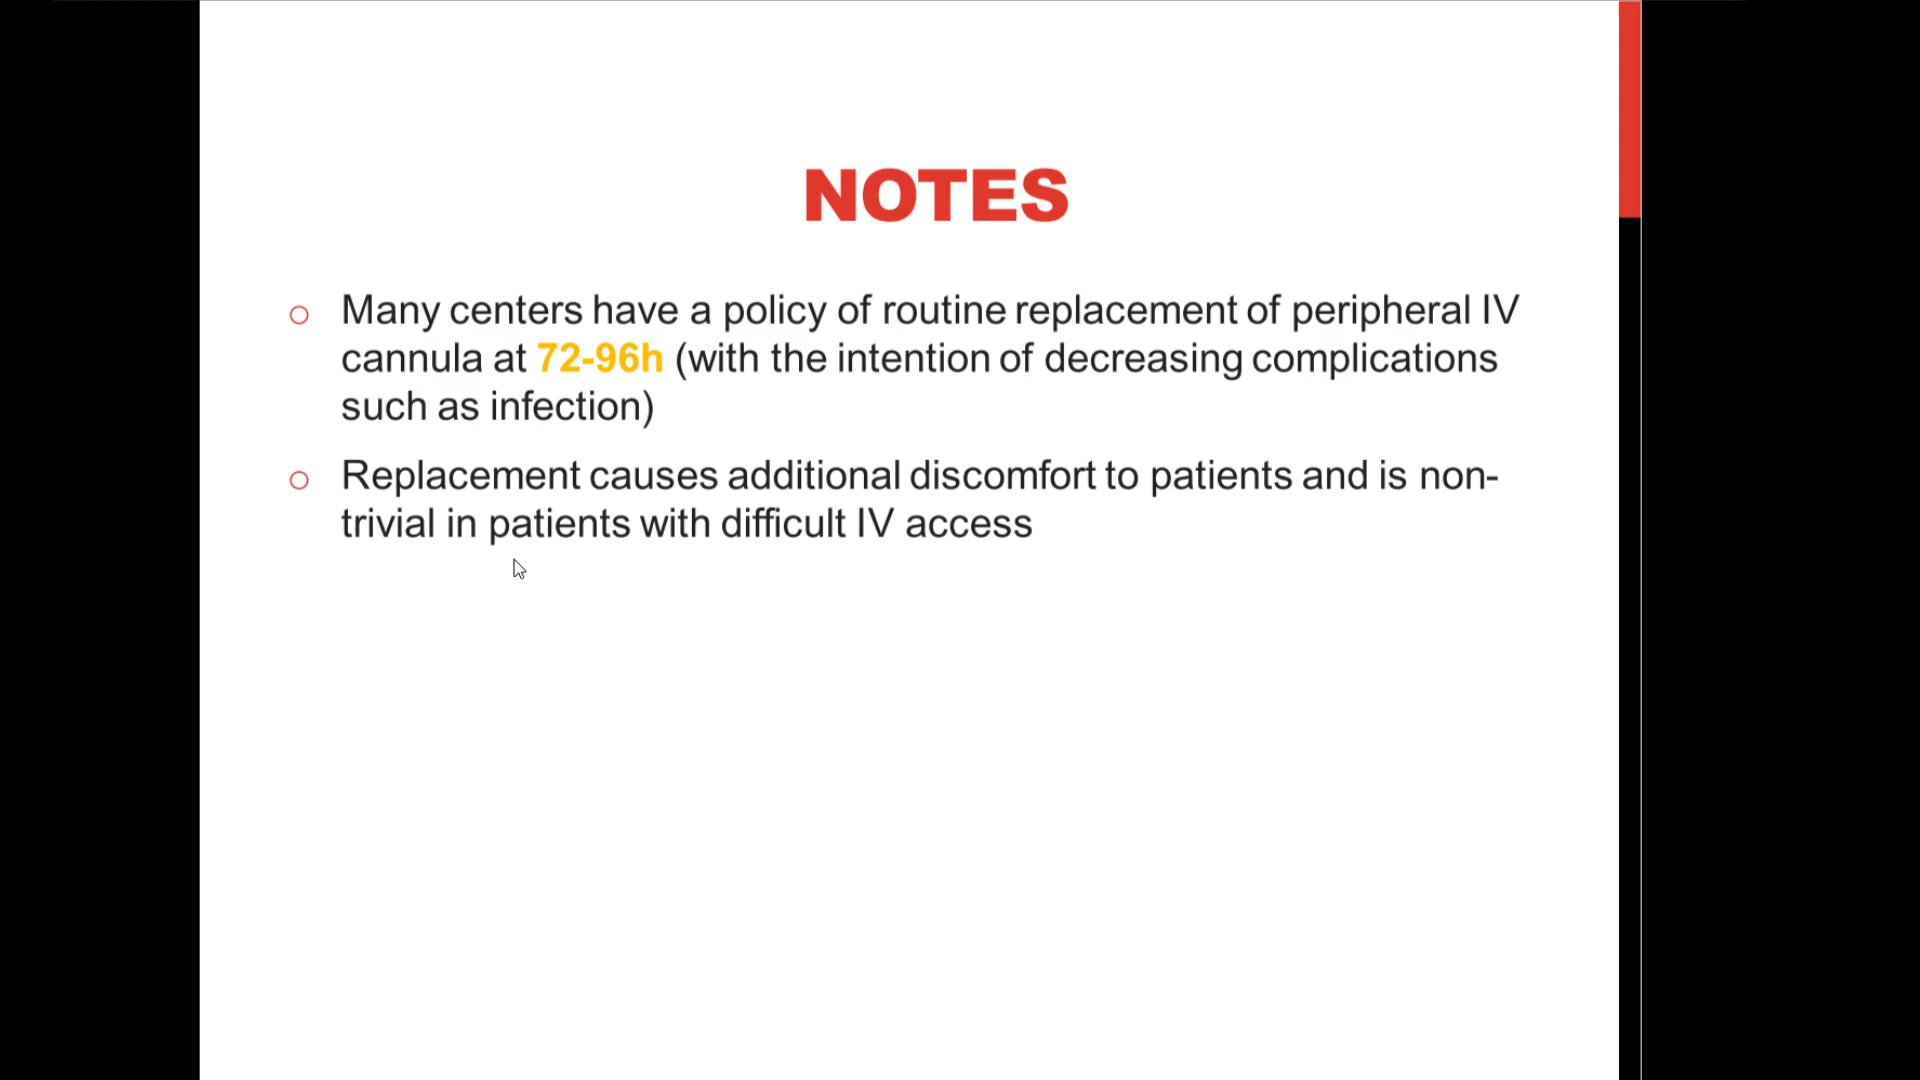 NOTES
Many centers have a policy of routine replacement of peripheral IV
cannula at 72-96h (with the intention of decreasing complications
such as infection)
Replacement causes additional discomfort to patients and is non-
trivial in patients with difficult IV access